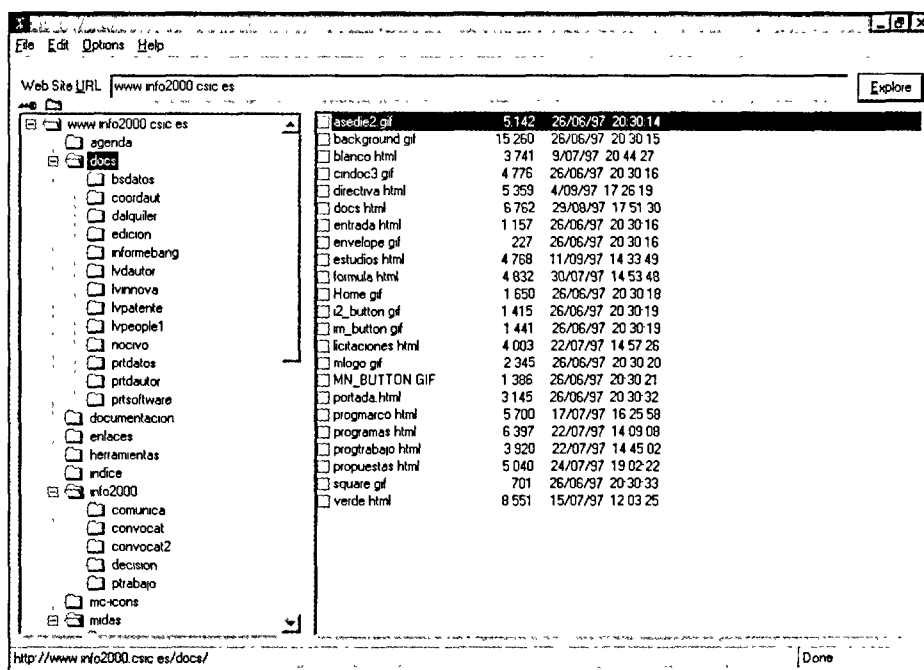 File Edit Options Help
Web Site URL www info2000 csic es Explore
www info2000 csic es
agenda
docs
bsdatos
coordaut
dalquiler
edicion
informebang
lvdautor
lvinnova
lvpatente
lvpeople1
nocivo
prtdatos
prtdautor
prtsoftware
documentacion
enlaces
herramientas
indice
info2000
comunica
convocat
convocat2
decision
ptrabajo
mc-icons
midas
asedie2.gif 5.142 26/06/97 20:30:14
background gif 15 260 26/06/97 20 30 15
blanco html 3 741 9/07/97 20 44 27
cindoc3 gif 4 776 26/06/97 20 30 16
directiva html 5 359 4/09/97 17 26 19
docs html 6 762 29/08/97 17 51 30
entrada html 1 157 26/06/97 20 30 16
envelope gif 227 26/06/97 20 30 16
estudios html 4 768 11/09/97 14 33 49
formula html 4 832 30/07/97 14 53 48
Home gif 1 650 26/06/97 20 30 18
i2_button gif 1 415 26/06/97 20 30 19
im_button gif 1 441 26/06/97 20 30 19
licitaciones html 4 003 22/07/97 14 57 26
mlogo gif 2 345 26/06/97 20 30 20
MN_BUTTON GIF 1 386 26/06/97 20 30 21
portada.html 3 145 26/06/97 20 30 32
progmarco html 5 700 17/07/97 16 25 58
programas html 6 397 22/07/97 14 09 08
progtrabajo html 3 920 22/07/97 14 45 02
propuestas html 5 040 24/07/97 19 02 22
square gif 701 26/06/97 20 30 33
verde html 8 551 15/07/97 12 03 25
http://www info2000.csic es/docs/ Done